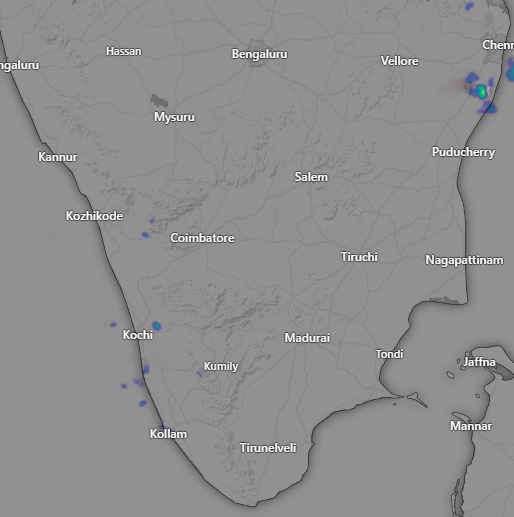 Chenn
Hassan
Bengaluru
Vellore
ngaluru
Mysuru
Puducherry
Kannur
Salem
Kozhikode
Coimbatore
Tiruchi
Nagapattinam
Kochi
Madurai
Tondi
Jaffna
Kumily
Mannar
Kollam
Tirunelveli